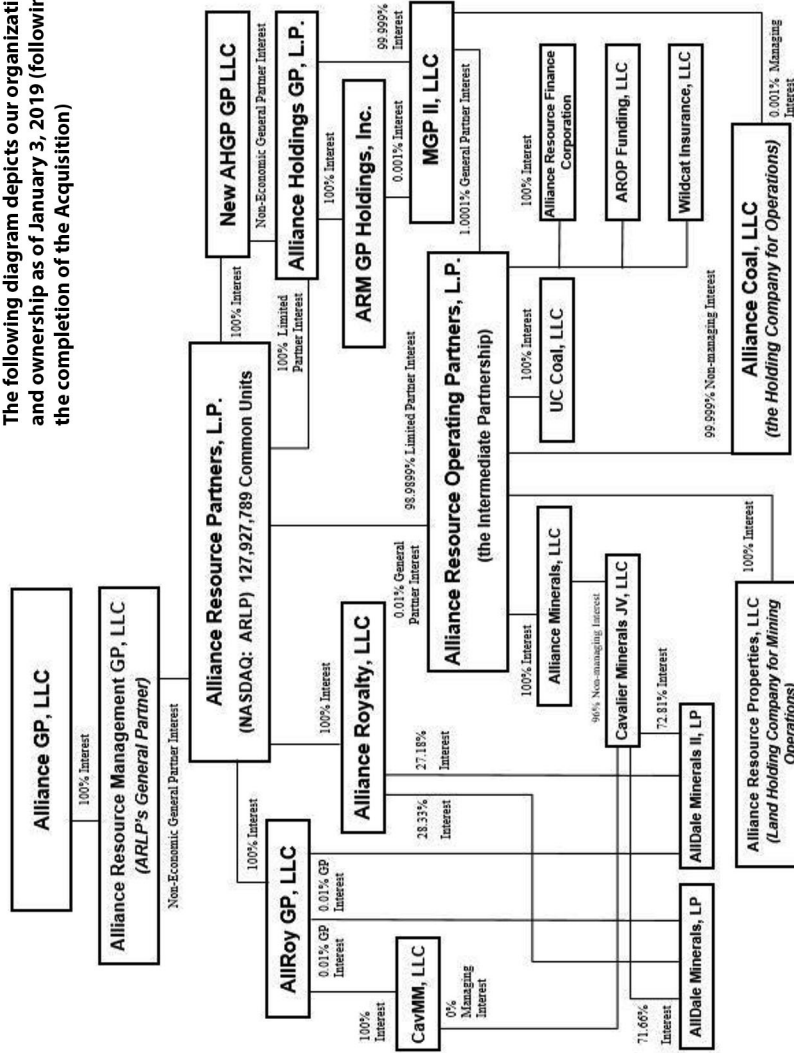 The following diagram depicts our organizati
and ownership as of January 3, 2019 (followin
the completion of the Acquisition)
Alliance GP, LLC
100% Interest
Alliance Resource Management GP, LLC
(ARLP's General Partner)
Non-Economic General Partner Interest
Alliance Resource Partners, L.P.
(NASDAQ: ARLP) 127,927,789 Common Units
100% Interest
New AHGP GP LLC
Non-Economic General Partner Interest
100% Limited
Partner Interest
Alliance Holdings GP, L.P.
100% Interest
99.999%
Interest
ARM GP Holdings, Inc.
0.001% Interest
MGP II, LLC
100% Interest
AllRoy GP, LLC
100% Interest
Alliance Royalty, LLC
0.01% General
Partner Interest
98.9899% Limited Partner Interest
1.0001% General Partner Interest
Alliance Resource Operating Partners, L.P.
(the Intermediate Partnership)
100%
Interest
0.01% GP
Interest
0.01% GP
Interest
CavMM, LLC
0%
Managing
Interest
28.33%
Interest
27.18%
Interest
100% Interest
Alliance Minerals, LLC
96% Non-managing Interest
Cavalier Minerals JV, LLC
71.66%
Interest
72.81% Interest
AllDale Minerals, LP
AllDale Minerals II, LP
100% Interest
UC Coal, LLC
100% Interest
Alliance Resource Finance
Corporation
AROP Funding, LLC
Wildcat Insurance, LLC
100% Interest
Alliance Resource Properties, LLC
(Land Holding Company for Mining
Operations)
99.999% Non-managing Interest
0.001% Managing
Interest
Alliance Coal, LLC
(the Holding Company for Operations)